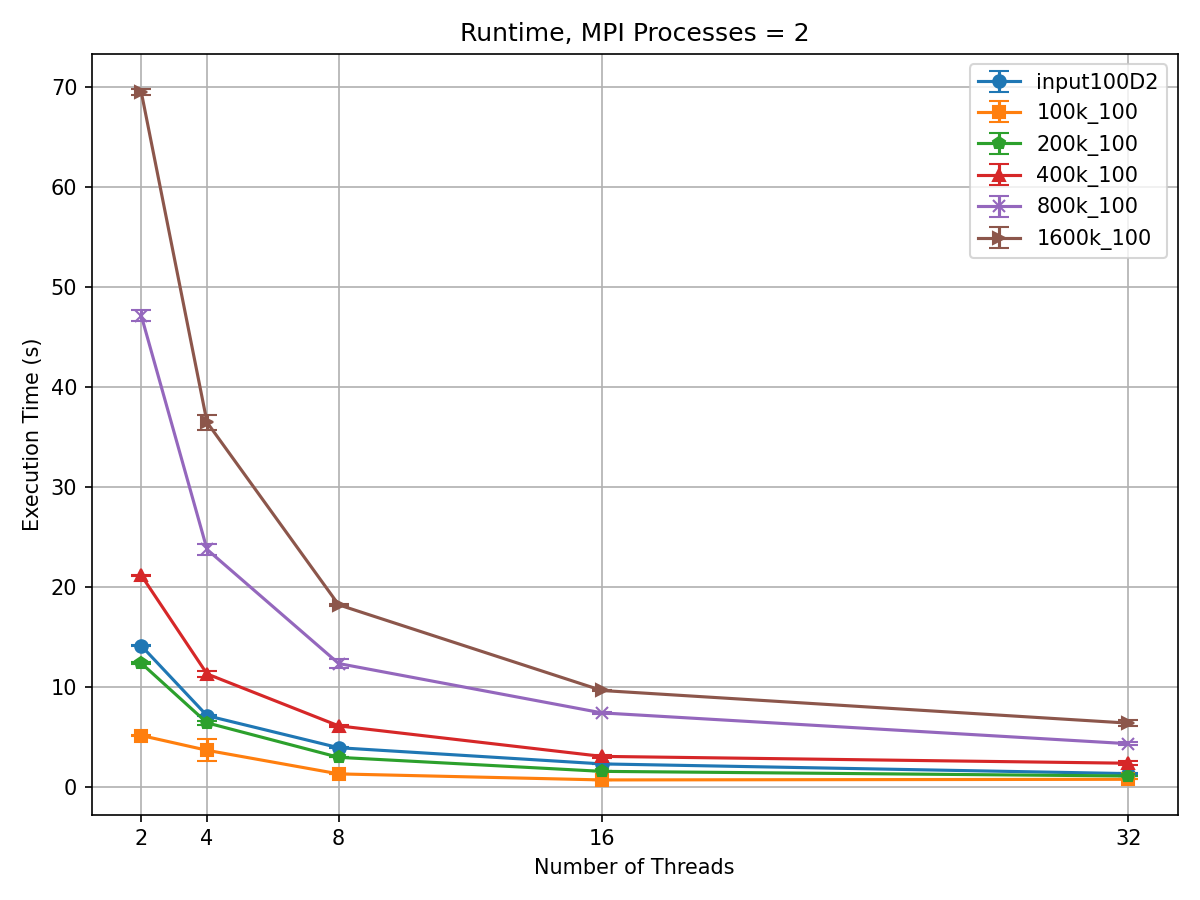 Runtime, MPI Processes = 2
input100D2
100k_100
200k_100
400k_100
800k_100
1600k_100
Execution Time (s)
70
60
50
40
30
20
10
0
2 4 8 16 32
Number of Threads